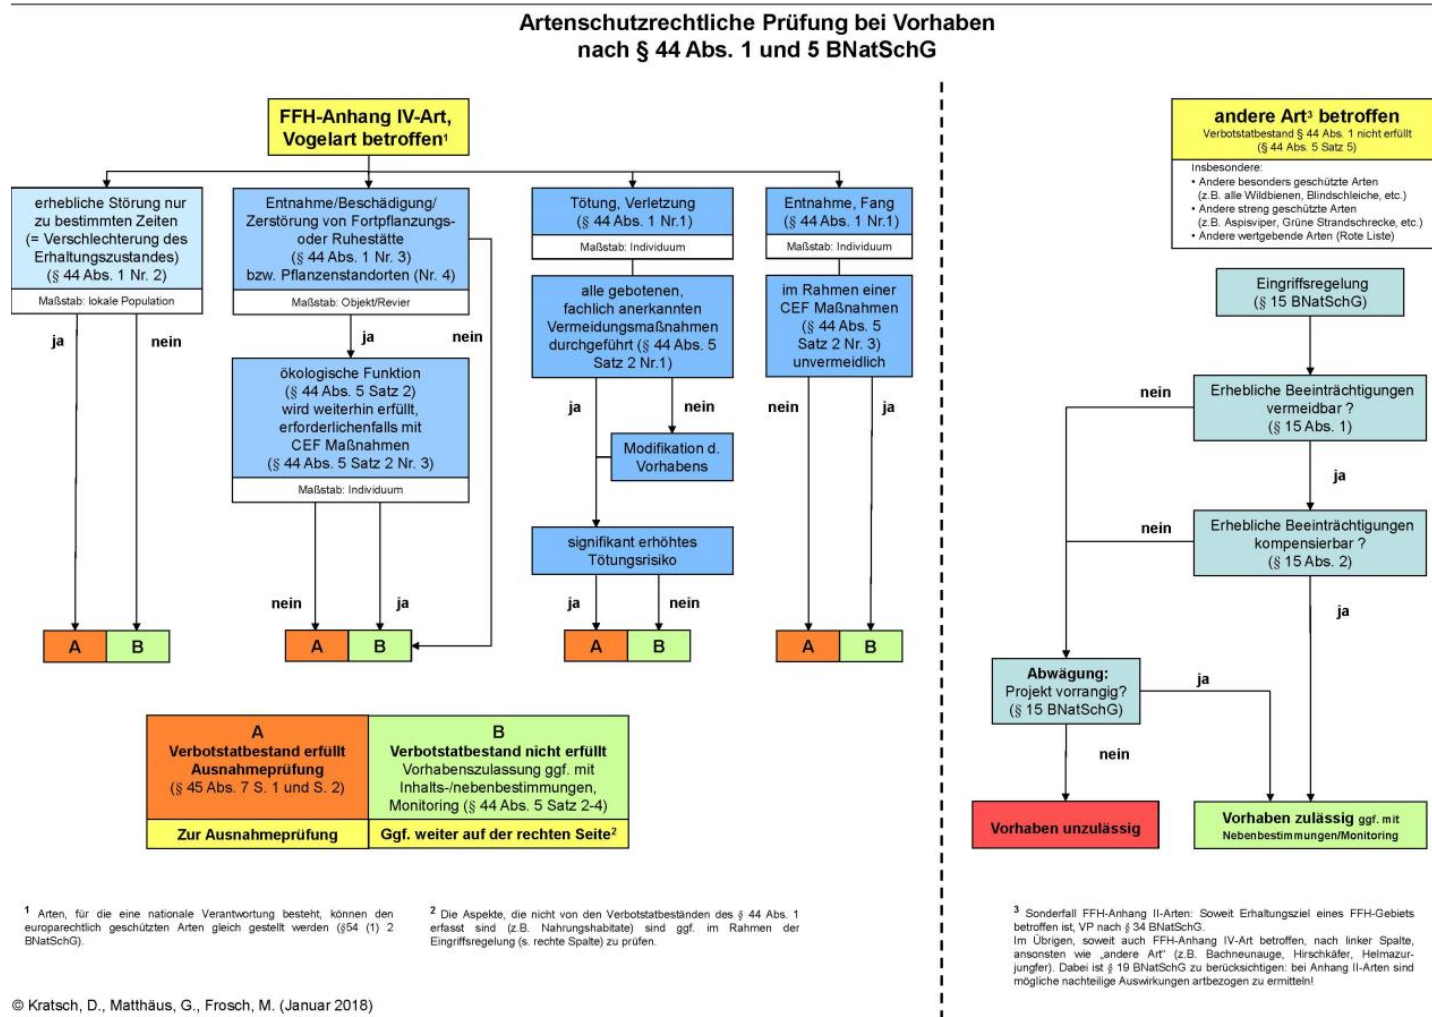 Artenschutzrechtliche Prüfung bei Vorhaben
nach § 44 Abs. 1 und 5 BNatSchG
FFH-Anhang IV-Art,
Vogelart betroffen¹
erhebliche Störung nur
zu bestimmten Zeiten
(= Verschlechterung des
Erhaltungszustandes)
(§ 44 Abs. 1 Nr. 2)
Maßstab: lokale Population
ja
nein
A
B
Entnahme/Beschädigung/
Zerstörung von Fortpflanzungs-
oder Ruhestätte
(§ 44 Abs. 1 Nr. 3)
bzw. Pflanzenstandorten (Nr. 4)
Maßstab: Objekt/Revier
ja
nein
ökologische Funktion
(§ 44 Abs. 5 Satz 2)
wird weiterhin erfüllt,
erforderlichenfalls mit
CEF Maßnahmen
(§ 44 Abs. 5 Satz 2 Nr. 3)
Maßstab: Individuum
nein
ja
A
B
Tötung, Verletzung
(§ 44 Abs. 1 Nr.1)
Maßstab: Individuum
alle gebotenen,
fachlich anerkannten
Vermeidungsmaßnahmen
durchgeführt (§ 44 Abs. 5
Satz 2 Nr.1)
ja
nein
Modifikation d.
Vorhabens
signifikant erhöhtes
Tötungsrisiko
ja
nein
A
B
Entnahme, Fang
(§ 44 Abs. 1 Nr.1)
Maßstab: Individuum
im Rahmen einer
CEF Maßnahmen
(§ 44 Abs. 5
Satz 2 Nr. 3)
unvermeidlich
nein
ja
A
B
A
Verbotstatbestand erfüllt
Ausnahmeprüfung
(§ 45 Abs. 7 S. 1 und S. 2)
Zur Ausnahmeprüfung
B
Verbotstatbestand nicht erfüllt
Vorhabenszulassung ggf. mit
Inhalts-/nebenbestimmungen,
Monitoring (§ 44 Abs. 5 Satz 2-4)
Ggf. weiter auf der rechten Seite²
andere Art³ betroffen
Verbotstatbestand § 44 Abs. 1 nicht erfüllt
(§ 44 Abs. 5 Satz 5)
Insbesondere:
• Andere besonders geschützte Arten
(z.B. alle Wildbienen, Blindschleiche, etc.)
• Andere streng geschützte Arten
(z.B. Aspisviper, Grüne Strandschrecke, etc.)
• Andere wertgebende Arten (Rote Liste)
Eingriffsregelung
(§ 15 BNatSchG)
Erhebliche Beeinträchtigungen
vermeidbar ?
(§ 15 Abs. 1)
nein
ja
Erhebliche Beeinträchtigungen
kompensierbar ?
(§ 15 Abs. 2)
nein
ja
Abwägung:
Projekt vorrangig?
(§ 15 BNatSchG)
ja
nein
Vorhaben unzulässig
Vorhaben zulässig ggf. mit
Nebenbestimmungen/Monitoring
¹ Arten, für die eine nationale Verantwortung besteht, können den
europarechtlich geschützten Arten gleich gestellt werden (§54 (1) 2
BNatSchG).
² Die Aspekte, die nicht von den Verbotstatbeständen des § 44 Abs. 1
erfasst sind (z.B. Nahrungshabitate) sind ggf. im Rahmen der
Eingriffsregelung (s. rechte Spalte) zu prüfen.
³ Sonderfall FFH-Anhang II-Arten: Soweit Erhaltungsziel eines FFH-Gebiets
betroffen ist, VP nach § 34 BNatSchG.
Im Übrigen, soweit auch FFH-Anhang IV-Art betroffen, nach linker Spalte,
ansonsten wie „andere Art" (z.B. Bachneunauge, Hirschkäfer, Helmazur-
jungfer). Dabei ist § 19 BNatSchG zu berücksichtigen: bei Anhang II-Arten sind
mögliche nachteilige Auswirkungen artbezogen zu ermitteln!
© Kratsch, D., Matthäus, G., Frosch, M. (Januar 2018)